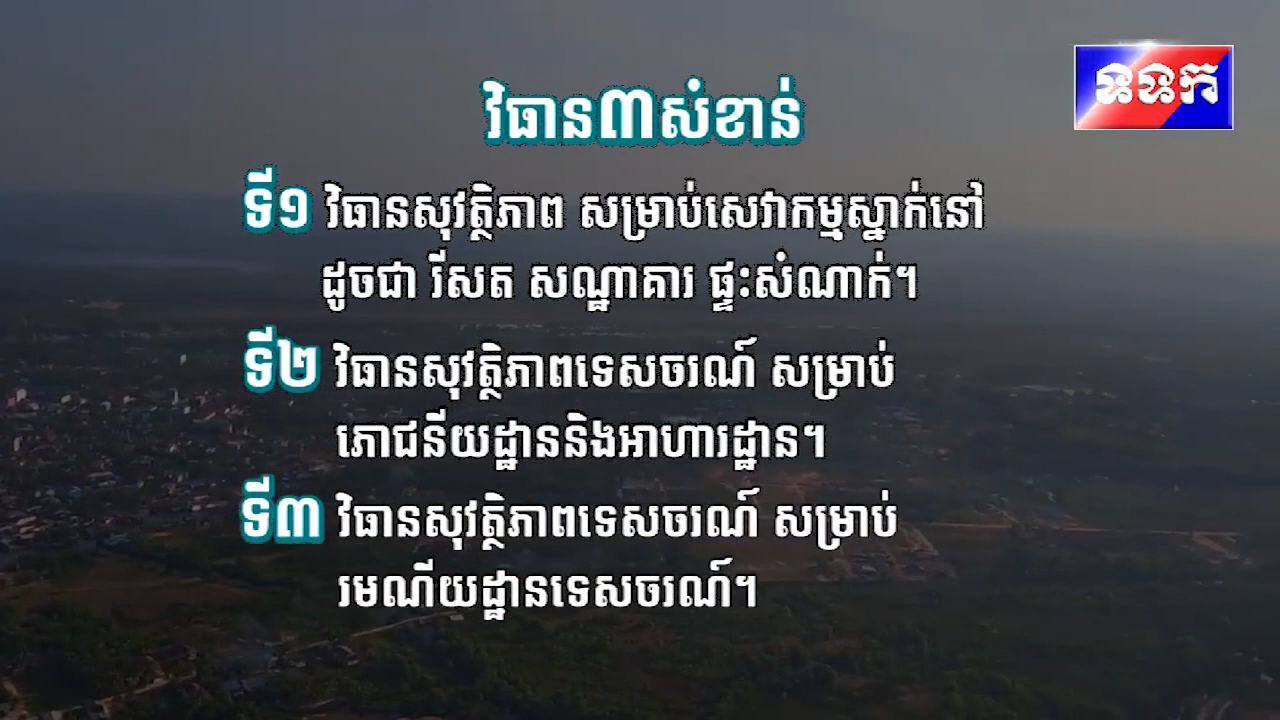 ទទក
វិធាន៣សំខាន់
ទី១ វិធានសុវត្ថិភាព សម្រាប់សេវាកម្មស្នាក់នៅ
ដូចជា រីសត សណ្ឋាគារ ផ្ទះសំណាក់។
ទី២ វិធានសុវត្ថិភាពទេសចរណ៍ សម្រាប់
ភោជនីយដ្ឋាននិងអាហារដ្ឋាន។
ទី៣ វិធានសុវត្ថិភាពទេសចរណ៍ សម្រាប់
រមណីយដ្ឋានទេសចរណ៍។